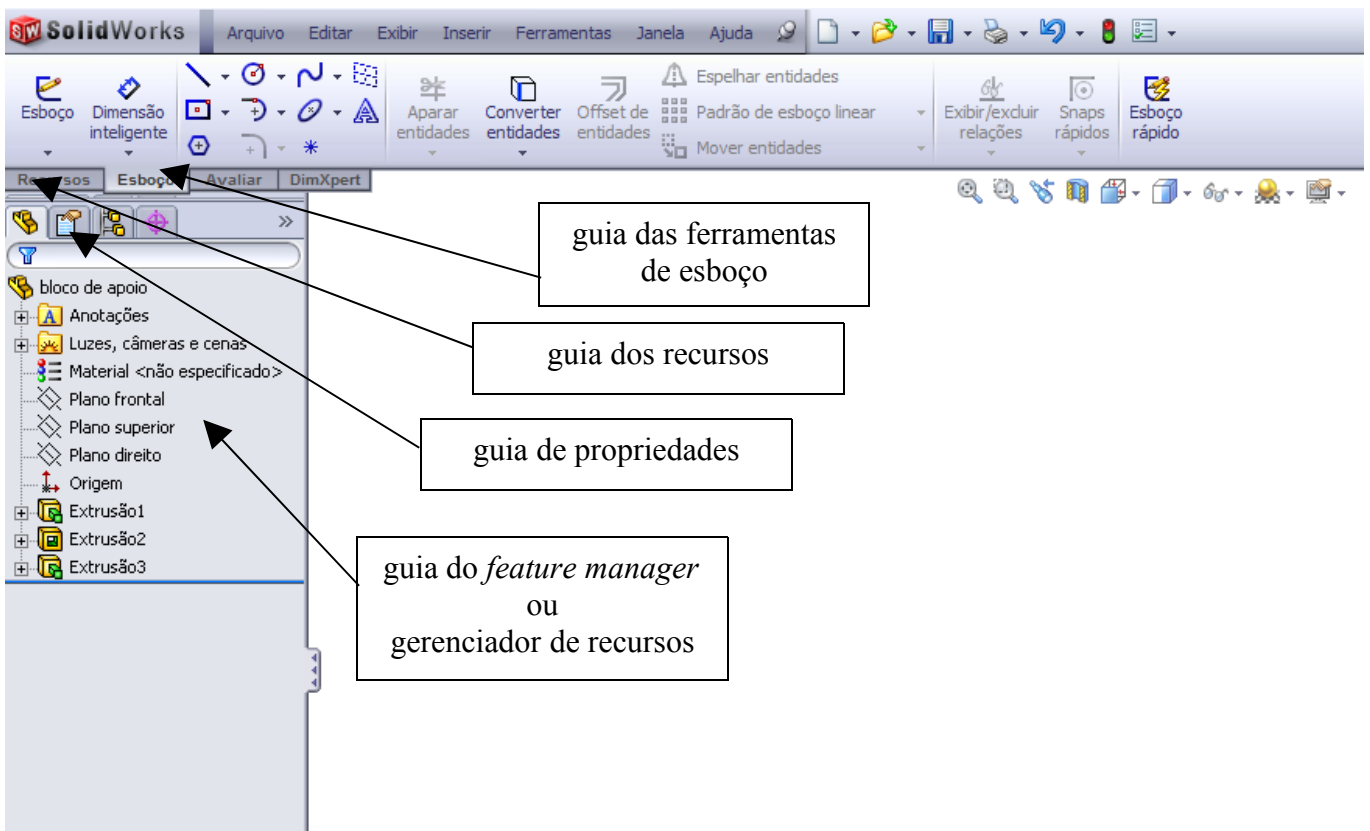 SolidWorks Arquivo Editar Exibir Inserir Ferramentas Janela Ajuda
Esboço
Dimensão
inteligente
Aparar
entidades
Converter
entidades
Offset de
entidades
Espelhar entidades
Padrão de esboço linear
Mover entidades
Exibir/excluir
relações
Snaps
rápidos
Esboço
rápido
Recursos Esboço Avaliar DimXpert
bloco de apoio
Anotações
Luzes, câmeras e cenas
Material <não especificado>
Plano frontal
Plano superior
Plano direito
Origem
Extrusão1
Extrusão2
Extrusão3
guia das ferramentas
de esboço
guia dos recursos
guia de propriedades
guia do feature manager
ou
gerenciador de recursos